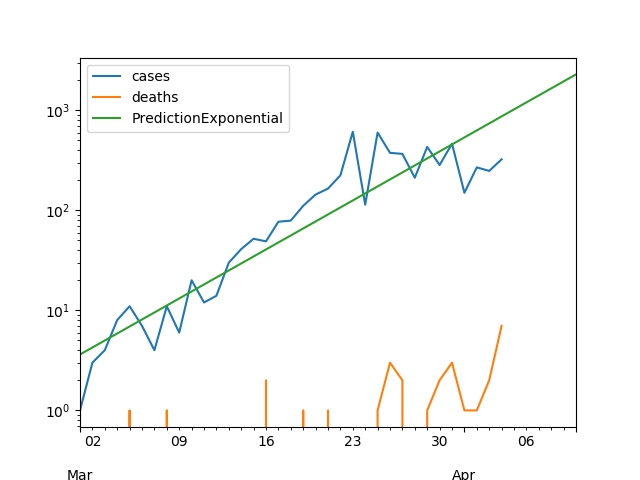 cases
deaths
PredictionExponential
10³
10²
10¹
10⁰
02 09 16 23 30 06
Mar Apr